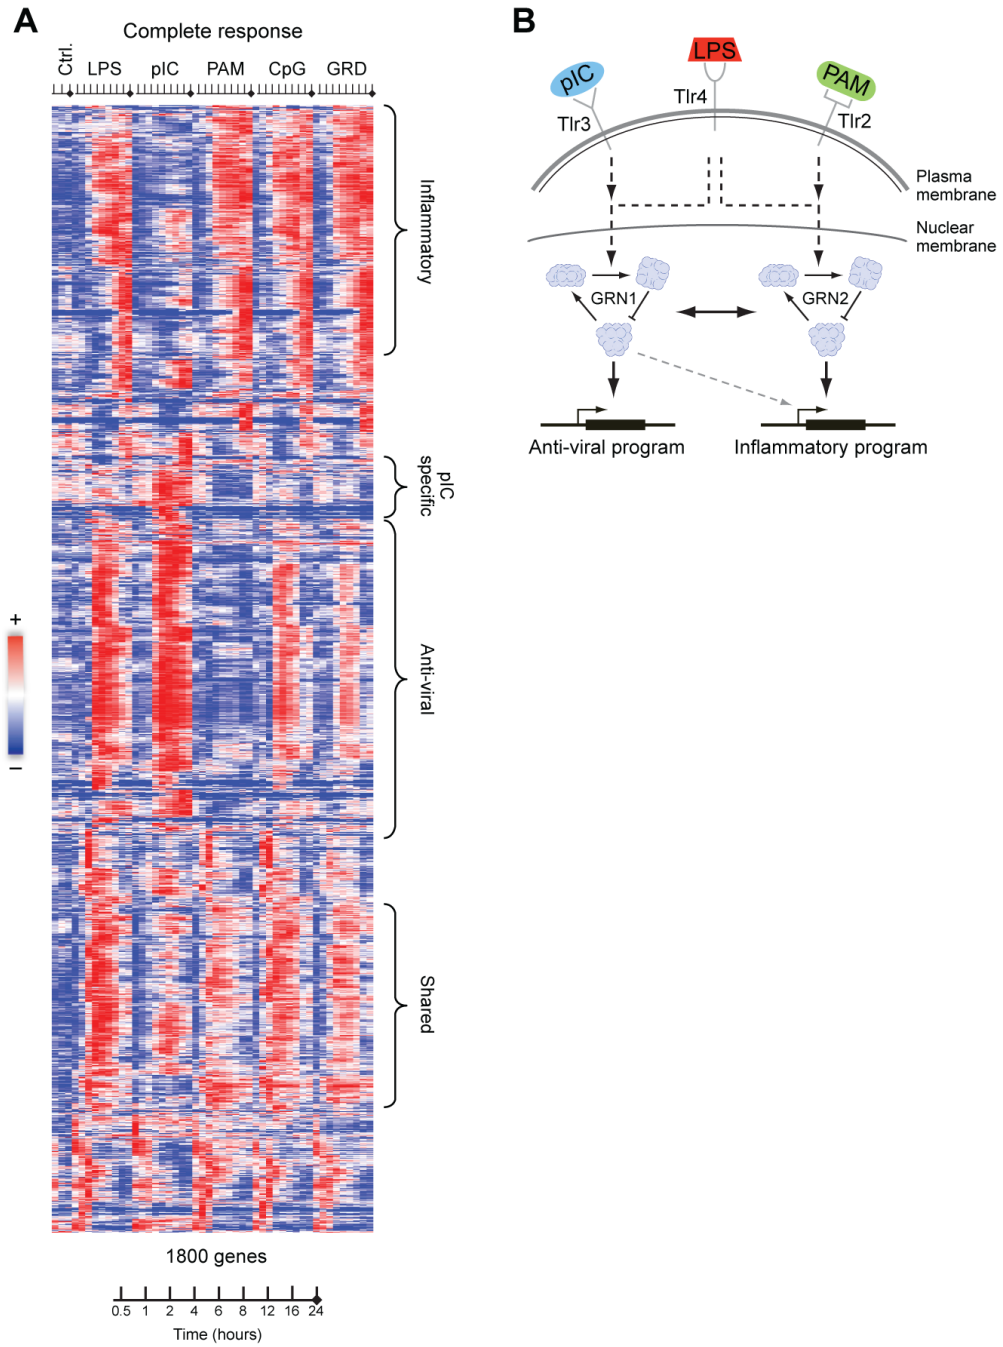 A
Complete response
Ctrl.
LPS
pIC
PAM
CpG
GRD
Inflammatory
pIC
specific
Anti-viral
Shared
+
–
1800 genes
0.5 1 2 4 6 8 12 16 24
Time (hours)
B
pIC
LPS
PAM
Tlr3
Tlr4
Tlr2
Plasma
membrane
Nuclear
membrane
GRN1
GRN2
Anti-viral program
Inflammatory program